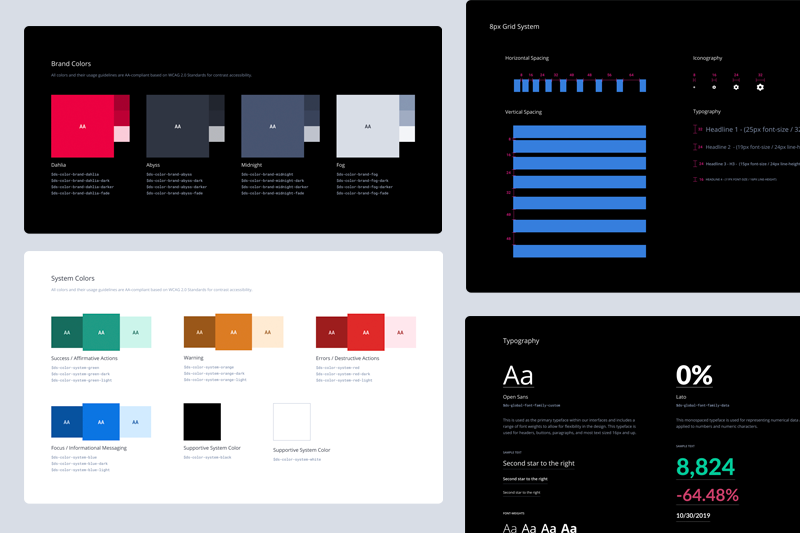 Brand Colors
All colors and their usage guidelines are AA-compliant based on WCAG 2.0 Standards for contrast accessibility.
AA
AA
AA
AA
Dahlia
$ds-color-brand-dahlia
$ds-color-brand-dahlia-dark
$ds-color-brand-dahlia-darker
$ds-color-brand-dahlia-fade
Abyss
$ds-color-brand-abyss
$ds-color-brand-abyss-dark
$ds-color-brand-abyss-darker
$ds-color-brand-abyss-fade
Midnight
$ds-color-brand-midnight
$ds-color-brand-midnight-dark
$ds-color-brand-midnight-darker
$ds-color-brand-midnight-fade
Fog
$ds-color-brand-fog
$ds-color-brand-fog-dark
$ds-color-brand-fog-darker
$ds-color-brand-fog-fade
System Colors
All colors and their usage guidelines are AA-compliant based on WCAG 2.0 Standards for contrast accessibility.
AA AA AA
AA AA AA
AA AA AA
Success / Affirmative Actions
$ds-color-system-green
$ds-color-system-green-dark
$ds-color-system-green-light
Warning
$ds-color-system-orange
$ds-color-system-orange-dark
$ds-color-system-orange-light
Errors / Destructive Actions
$ds-color-system-red
$ds-color-system-red-dark
$ds-color-system-red-light
AA AA AA
Focus / Informational Messaging
$ds-color-system-blue
$ds-color-system-blue-dark
$ds-color-system-blue-light
Supportive System Color
$ds-color-system-black
Supportive System Color
$ds-color-system-white
8px Grid System
Horizontal Spacing
Vertical Spacing
Iconography
Typography
Headline 1 - (25px font-size / 32
Headline 2 - (19px font-size / 24px line-h
Headline 3 - H3 - (15px font-size / 24px line-height
Typography
Aa
Open Sans
$ds-global-font-family-custom
This is used as the primary typeface within our interfaces and includes a
range of font weights to allow for flexibility in the design. This typeface is
used for headers, buttons, paragraphs, and most text sized 16px and up.
SAMPLE TEXT
Second star to the right
Second star to the right
Second star to the right
FONT WEIGHTS
Aa Aa Aa Aa
0%
Lato
$ds-global-font-family-data
This monospaced typeface is used for representing numerical data
applied to numbers and numeric characters.
SAMPLE TEXT
8,824
-64.48%
10/30/2019